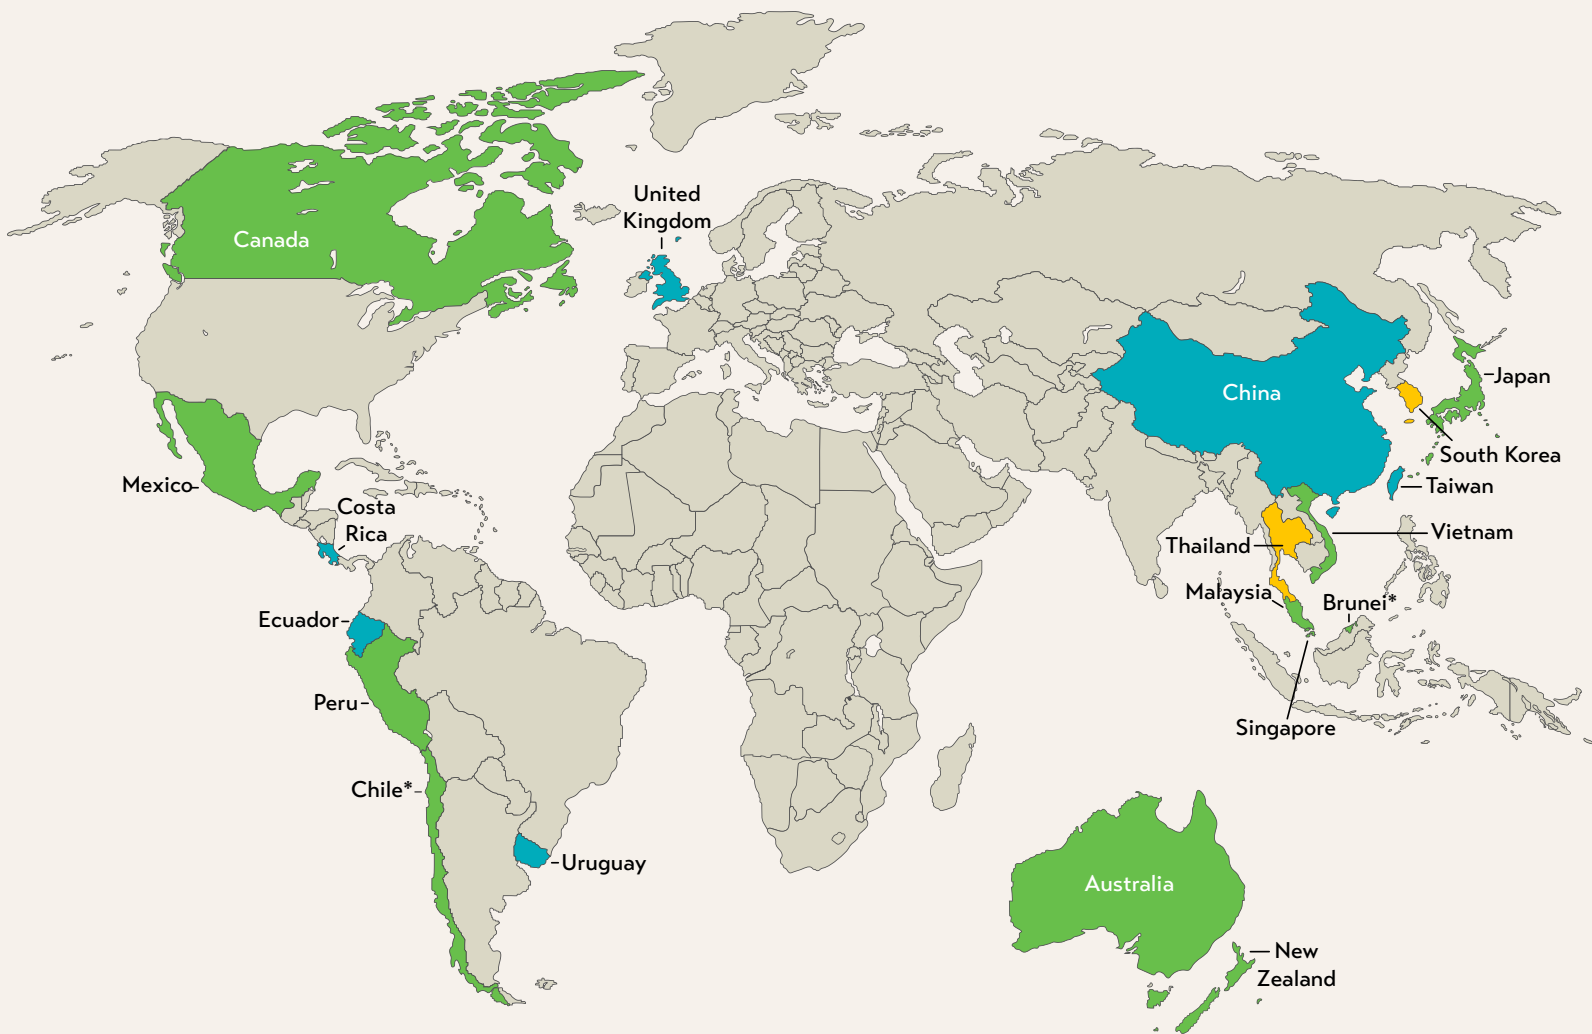 United
Kingdom
Canada
Japan
China
South Korea
Mexico
Taiwan
Costa
Rica
Vietnam
Thailand
Malaysia
Brunei*
Ecuador
Peru
Singapore
Chile*
Uruguay
Australia
New
Zealand